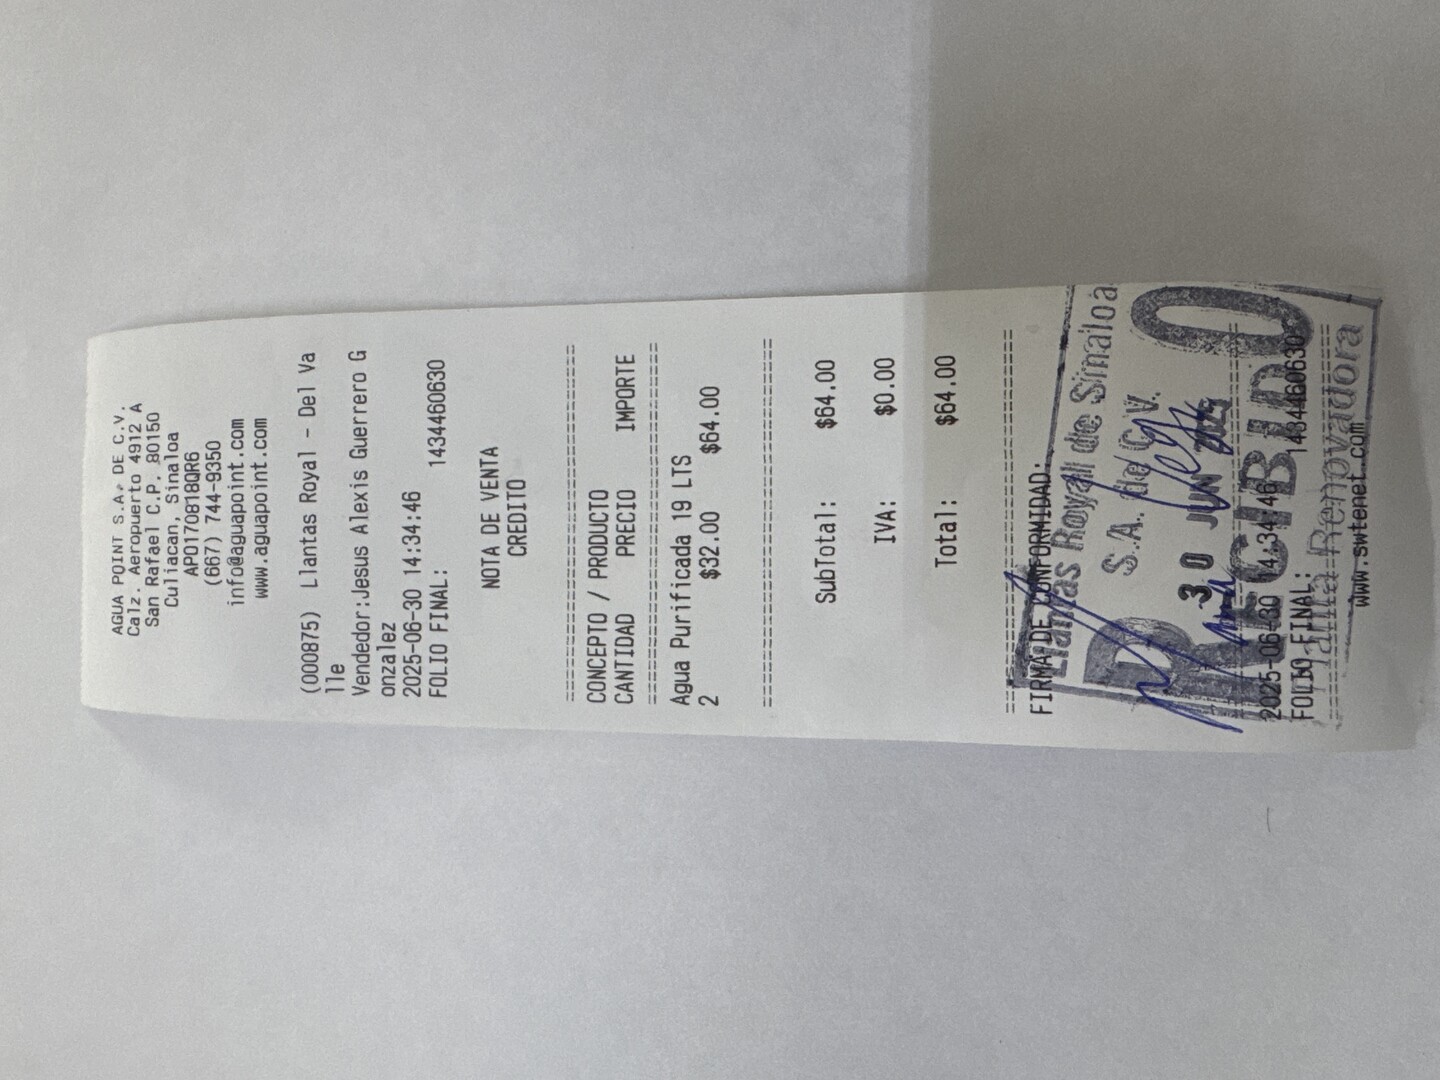 AGUA POINT S.A. DE C.V.
Calz. Aeropuerto 4912 A
San Rafael C.P. 80150
Culiacan, Sinaloa
APO170818QR6
(667) 744-9350
info@aguapoint.com
www.aguapoint.com
(000875) Llantas Royal - Del Va
lle
Vendedor:Jesus Alexis Guerrero G
onzalez
2025-06-30 14:34:46
FOLIO FINAL: 1434460630
NOTA DE VENTA
CREDITO
================================
CONCEPTO / PRODUCTO
CANTIDAD PRECIO IMPORTE
================================
Agua Purificada 19 LTS
2 $32.00 $64.00
================================
SubTotal: $64.00
IVA: $0.00
Total: $64.00
================================
FIRMA DE CONFORMIDAD:
Llantas Royal de Sinaloa
S.A. de C.V.
30 JUN 2025
RECIBIDO
2025-06-30 14:34:46
FOLIO FINAL: 1434460630
Planta Renovadora
================================
www.swtenet.com